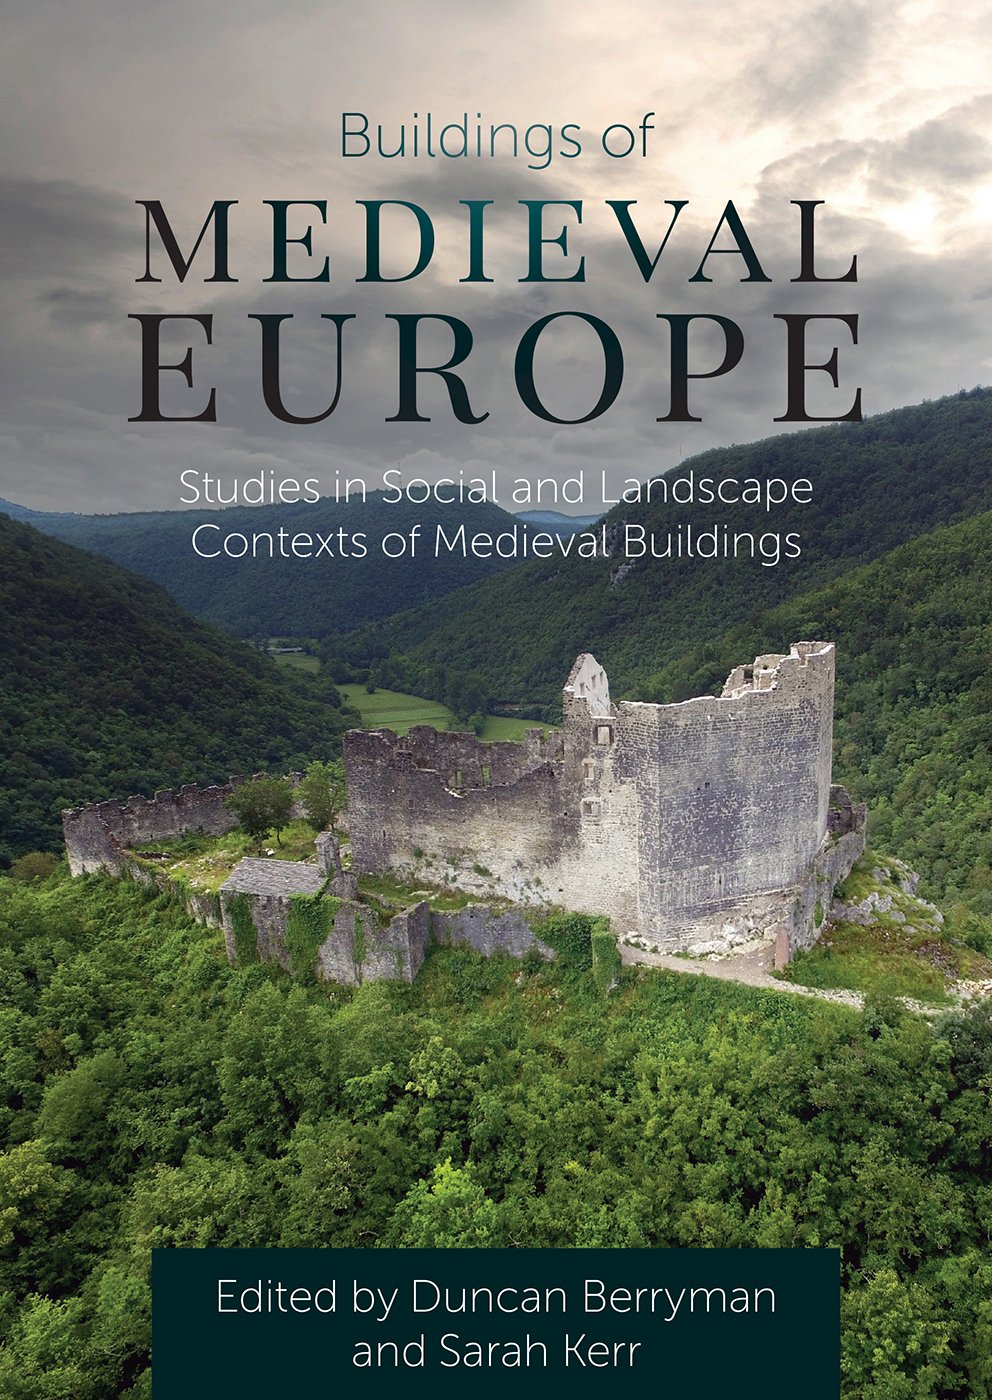 Buildings of
MEDIEVAL
EUROPE
Studies in Social and Landscape
Contexts of Medieval Buildings
Edited by Duncan Berryman
and Sarah Kerr